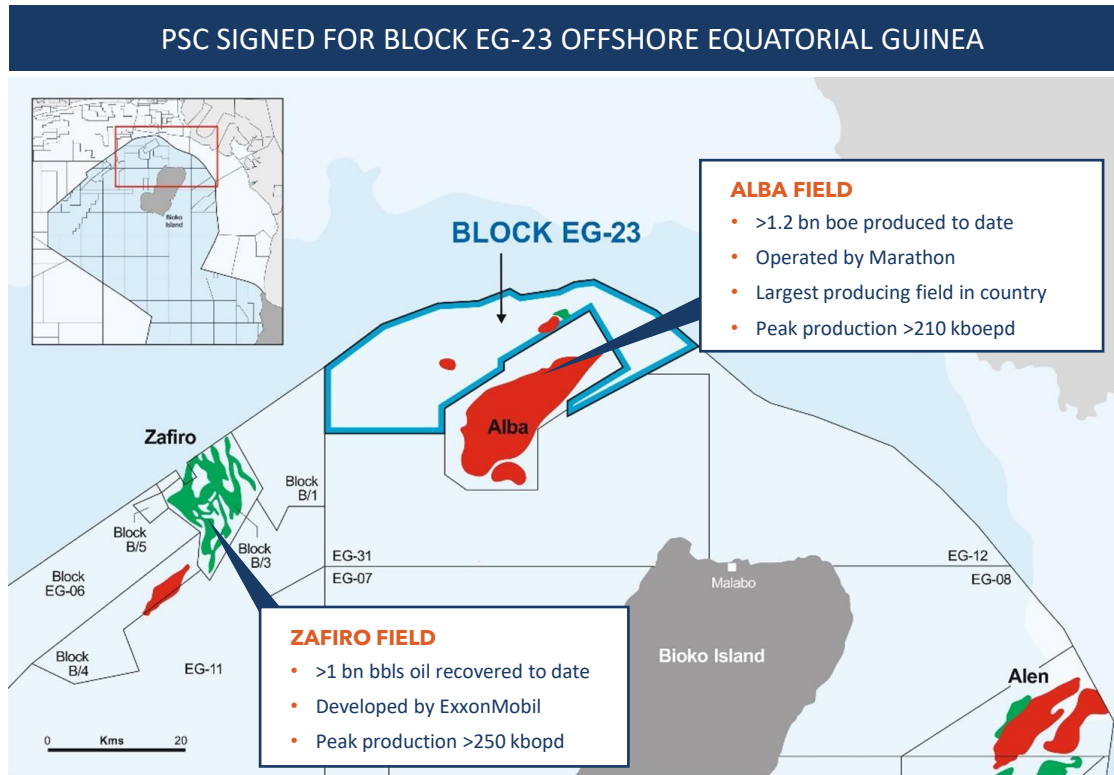 PSC SIGNED FOR BLOCK EG-23 OFFSHORE EQUATORIAL GUINEA
Bioko
Island
BLOCK EG-23
ALBA FIELD
• >1.2 bn boe produced to date
• Operated by Marathon
• Largest producing field in country
• Peak production >210 kboepd
Alba
Zafiro
Block
B/1
Block
B/5
Block
B/3
Block
EG-06
Block
B/4
EG-11
EG-31
EG-07
EG-12
EG-08
Malabo
Bioko Island
Alen
ZAFIRO FIELD
• >1 bn bbls oil recovered to date
• Developed by ExxonMobil
• Peak production >250 kbopd
0 Kms 20